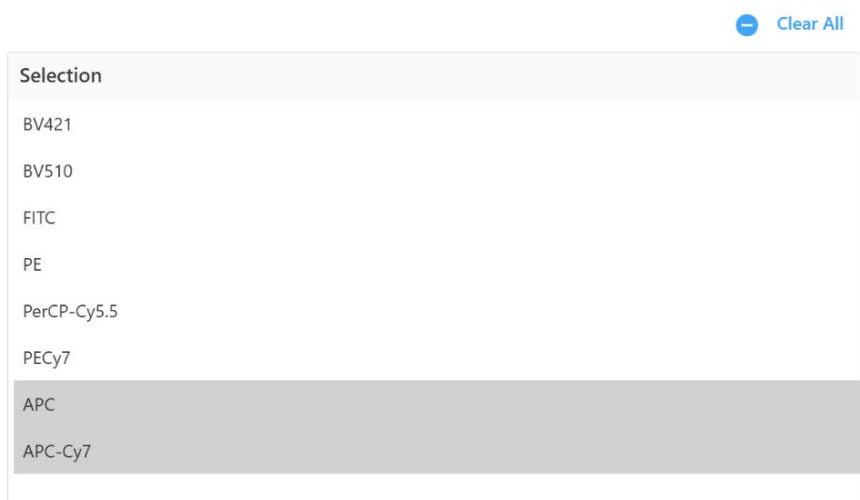 Clear All
Selection
BV421
BV510
FITC
PE
PerCP-Cy5.5
PECy7
APC
APC-Cy7